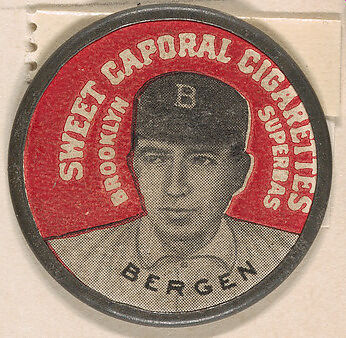 SWEET CAPORAL CIGARETTES
BROOKLYN
SUPERBAS
B
BERGEN